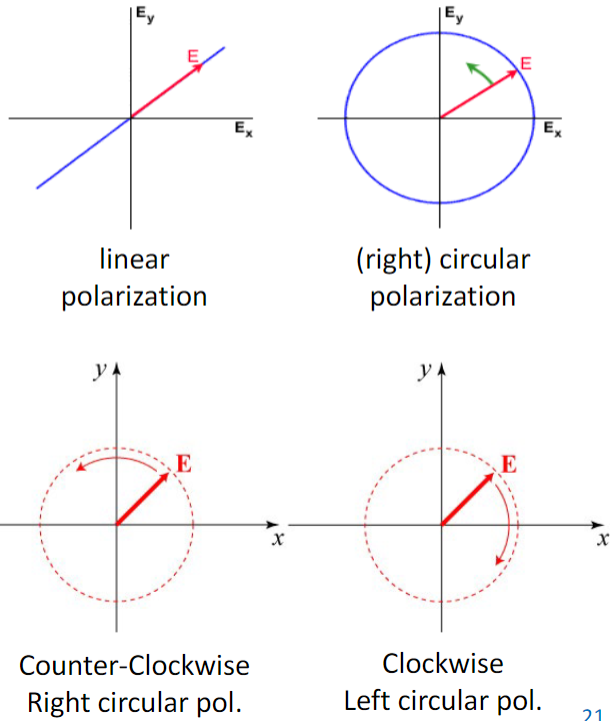 E_y
E
E_x
linear
polarization
E_y
E
E_x
(right) circular
polarization
y
E
x
Counter-Clockwise
Right circular pol.
y
E
x
Clockwise
Left circular pol.
21